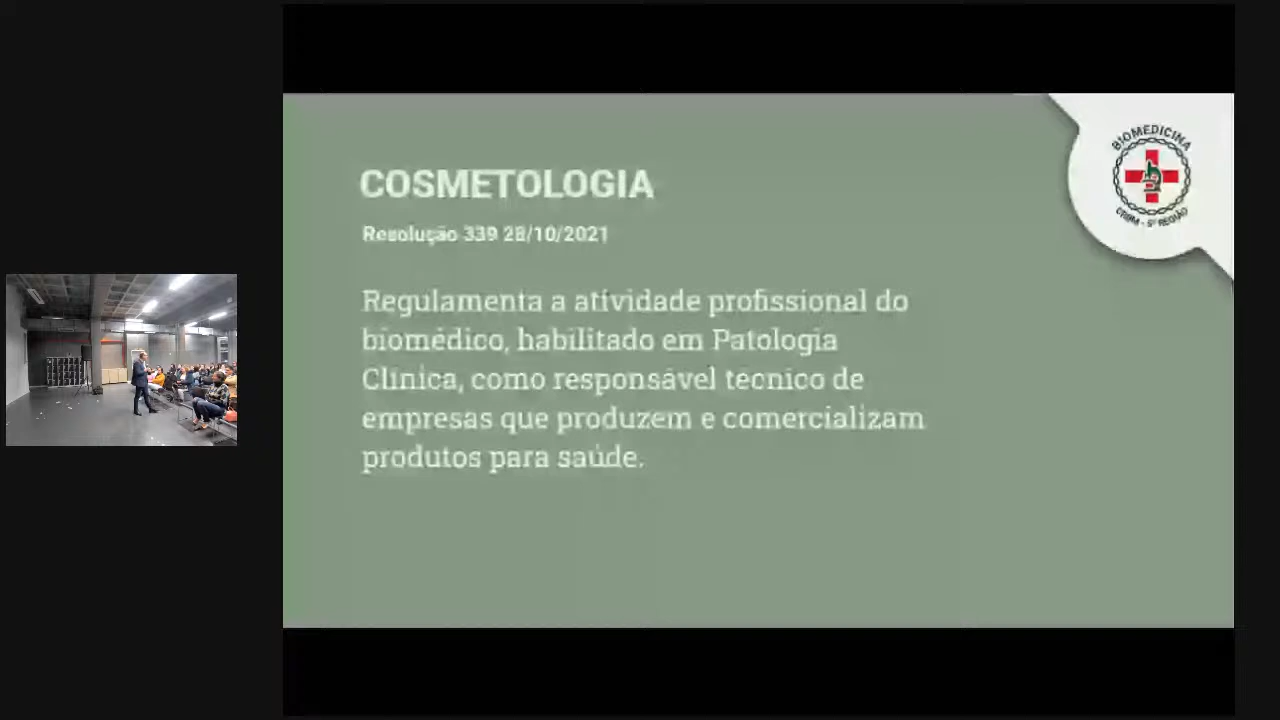 COSMETOLOGIA
Resolução 339 28/10/2021
Regulamenta a atividade profissional do
biomédico, habilitado em Patologia
Clínica, como responsável técnico de
empresas que produzem e comercializam
produtos para saúde.
BIOMEDICINA
CRBM - 5ª REGIÃO